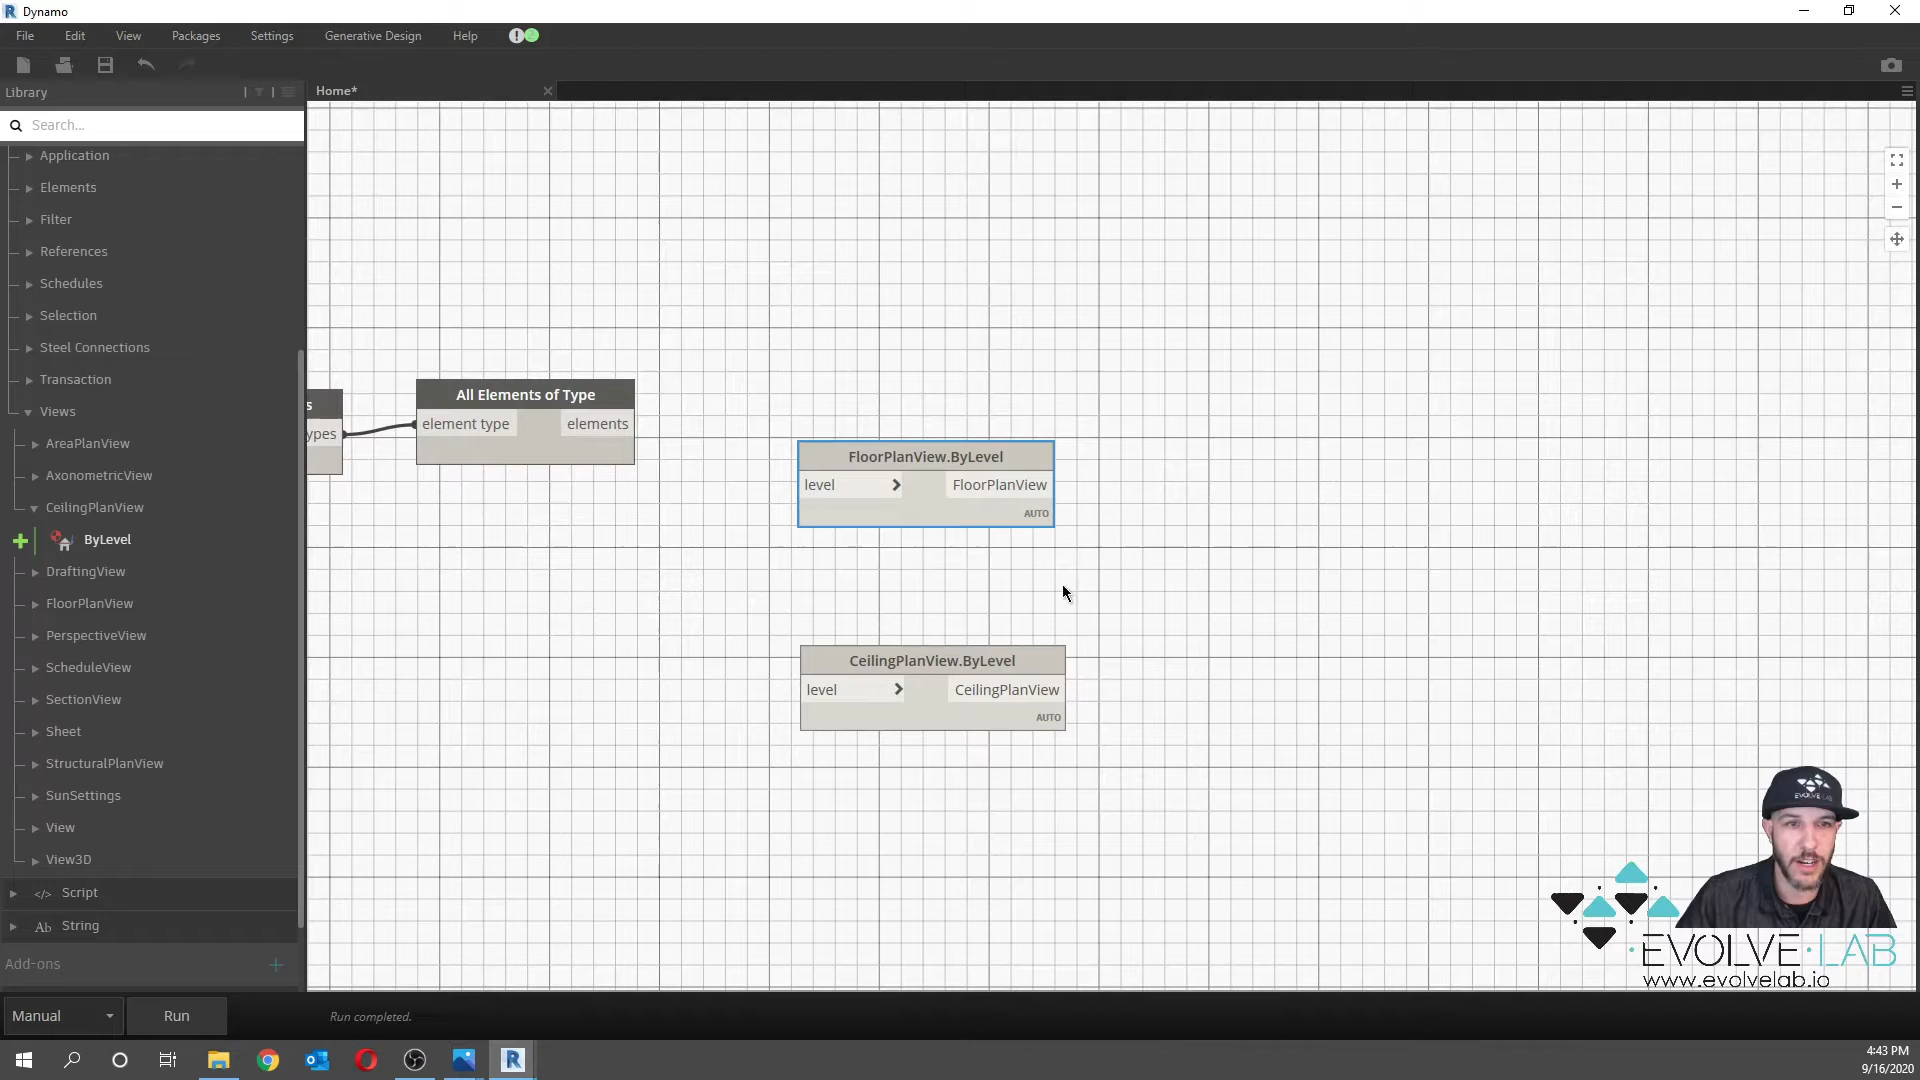 Dynamo
File Edit View Packages Settings Generative Design Help
Library
Home*
Search...
Application
Elements
Filter
References
Schedules
Selection
Steel Connections
Transaction
Views
AreaPlanView
AxonometricView
CeilingPlanView
ByLevel
DraftingView
FloorPlanView
PerspectiveView
ScheduleView
SectionView
Sheet
StructuralPlanView
SunSettings
View
View3D
</> Script
Ab String
Add-ons
s
ypes
All Elements of Type
element type elements
FloorPlanView.ByLevel
level > FloorPlanView
AUTO
CeilingPlanView.ByLevel
level > CeilingPlanView
AUTO
EVOLVE LAB
EVOLVE·LAB
www.evolvelab.io
Manual Run Run completed.
4:43 PM
9/16/2020